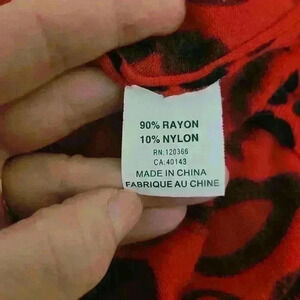 90% RAYON
10% NYLON
RN:120366
CA:40143
MADE IN CHINA
FABRIQUE AU CHINE